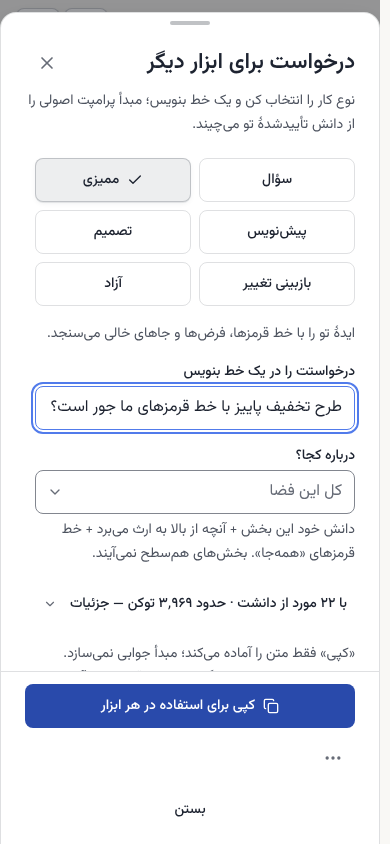 درخواست برای ابزار دیگر
نوع کار را انتخاب کن و یک خط بنویس؛ مبدأ پرامپت اصولی را
از دانش تأییدشدهٔ تو می‌چیند.
سؤال
ممیزی
پیش‌نویس
تصمیم
بازبینی تغییر
آزاد
ایدهٔ تو را با خط قرمزها، فرض‌ها و جاهای خالی می‌سنجد.
درخواستت را در یک خط بنویس
طرح تخفیف پاییز با خط قرمزهای ما جور است؟
درباره کجا؟
کل این فضا
دانش خود این بخش + آنچه از بالا به ارث می‌برد + خط
قرمزهای «همه‌جا». بخش‌های هم‌سطح نمی‌آیند.
با ۲۲ مورد از دانشت · حدود ۳,۹۶۹ توکن — جزئیات
«کپی» فقط متن را آماده می‌کند؛ مبدأ جوابی نمی‌سازد.
کپی برای استفاده در هر ابزار
بستن